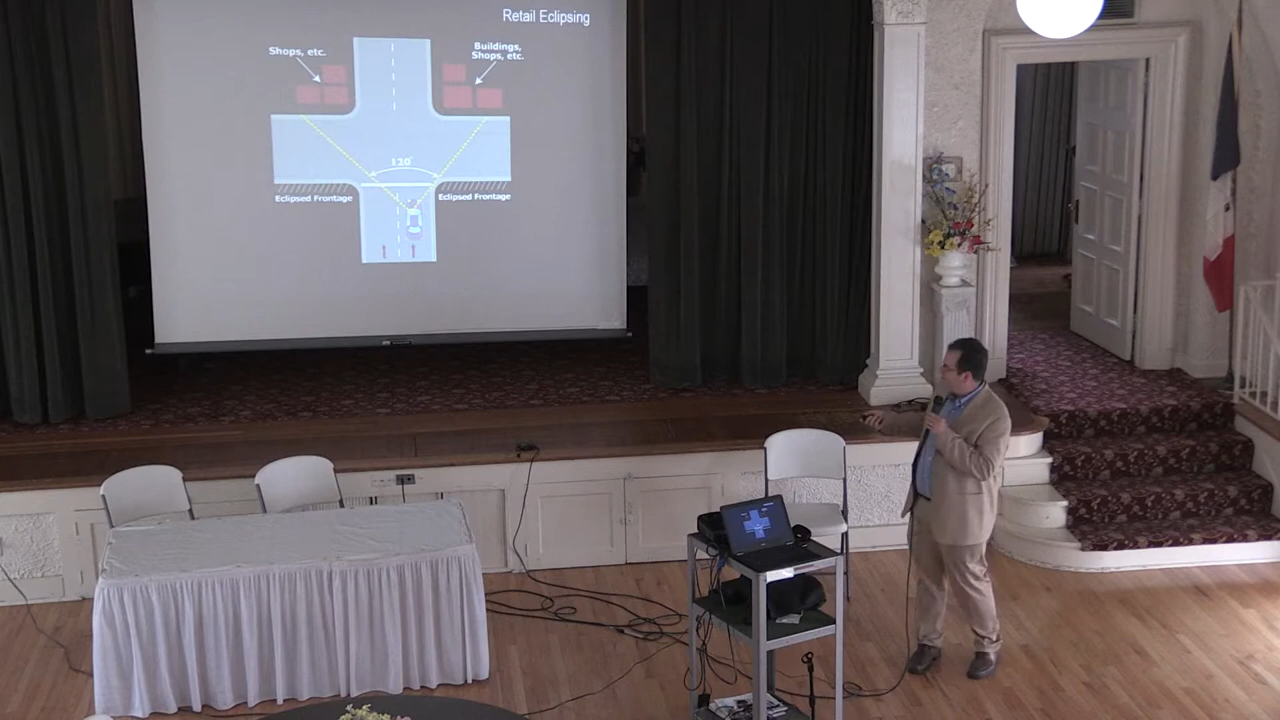 Retail Eclipsing
Shops, etc.
Buildings,
Shops, etc.
120°
Eclipsed Frontage
Eclipsed Frontage